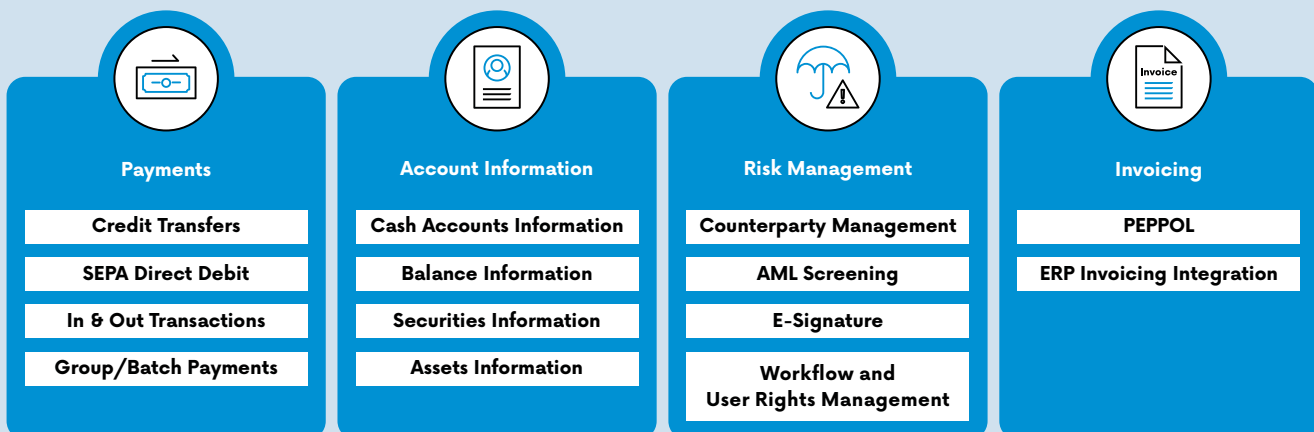 Payments
Credit Transfers
SEPA Direct Debit
In & Out Transactions
Group/Batch Payments
Account Information
Cash Accounts Information
Balance Information
Securities Information
Assets Information
Risk Management
Counterparty Management
AML Screening
E-Signature
Workflow and
User Rights Management
Invoice
Invoicing
PEPPOL
ERP Invoicing Integration